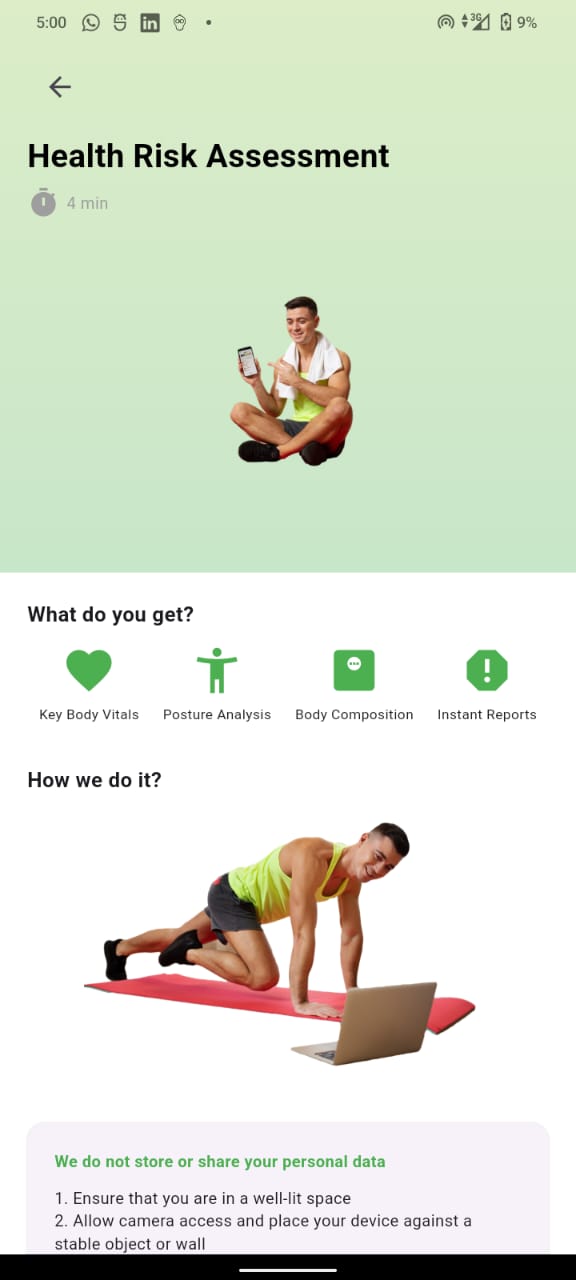 5:00
3G
9%
Health Risk Assessment
4 min
What do you get?
Key Body Vitals
Posture Analysis
Body Composition
Instant Reports
How we do it?
We do not store or share your personal data
1. Ensure that you are in a well-lit space
2. Allow camera access and place your device against a
stable object or wall